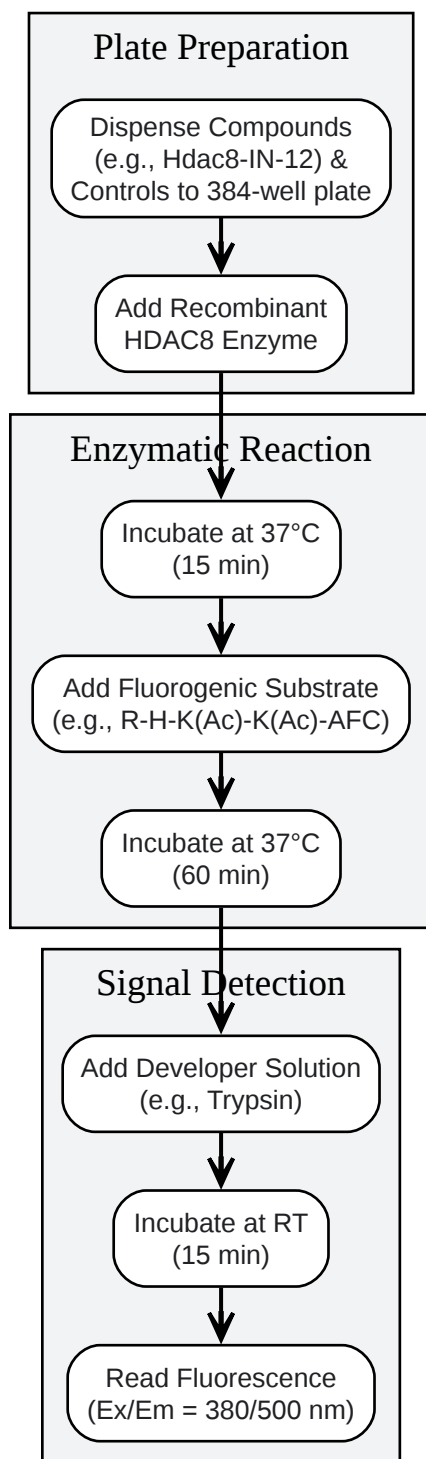 Plate Preparation
Dispense Compounds
(e.g., Hdac8-IN-12) &
Controls to 384-well plate
Add Recombinant
HDAC8 Enzyme
Enzymatic Reaction
Incubate at 37°C
(15 min)
Add Fluorogenic Substrate
(e.g., R-H-K(Ac)-K(Ac)-AFC)
Incubate at 37°C
(60 min)
Signal Detection
Add Developer Solution
(e.g., Trypsin)
Incubate at RT
(15 min)
Read Fluorescence
(Ex/Em = 380/500 nm)